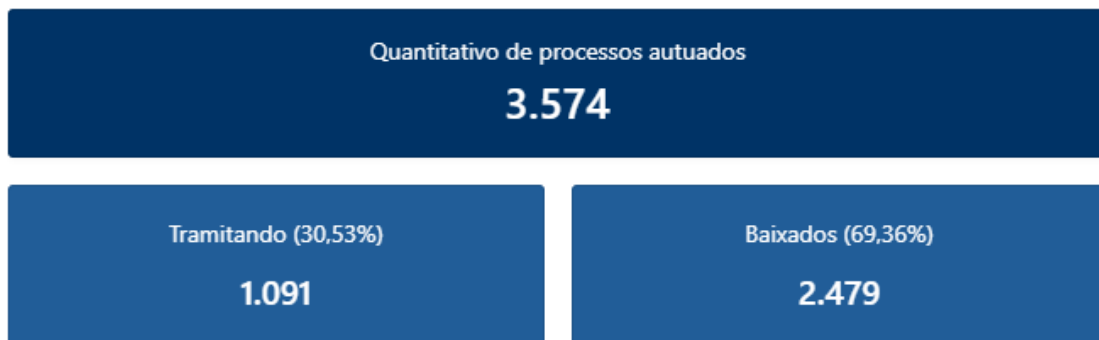 Quantitativo de processos autuados
3.574
Tramitando (30,53%)
1.091
Baixados (69,36%)
2.479